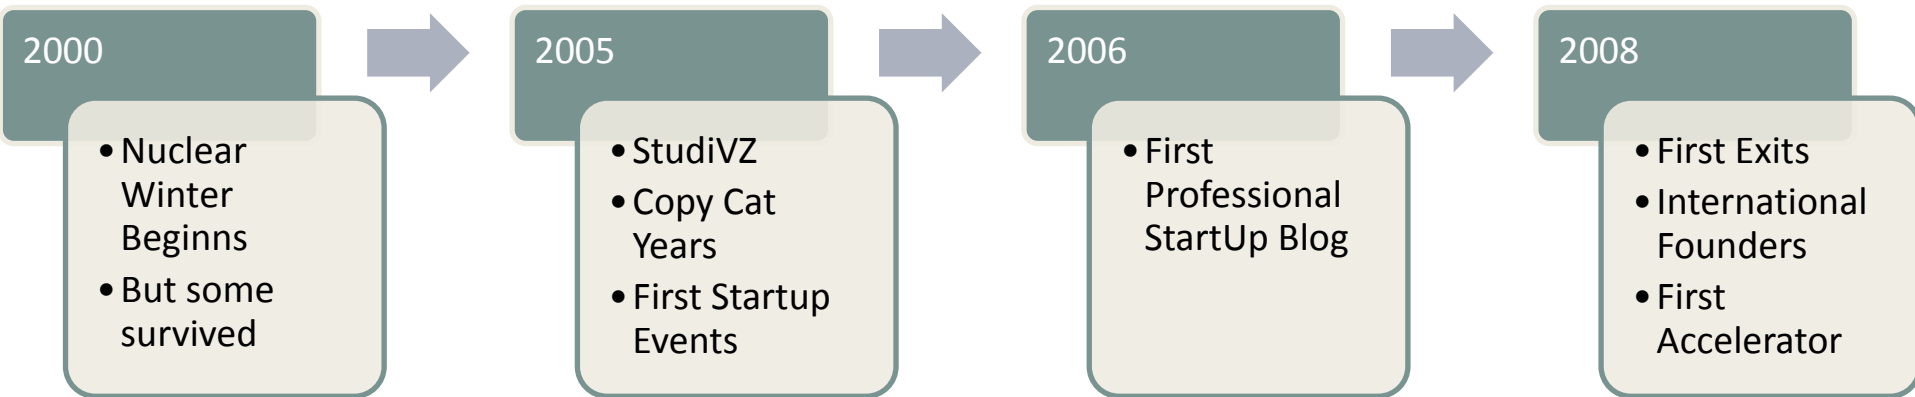 2000
• Nuclear
Winter
Beginns
• But some
survived
2005
• StudiVZ
• Copy Cat
Years
• First Startup
Events
2006
• First
Professional
StartUp Blog
2008
• First Exits
• International
Founders
• First
Accelerator